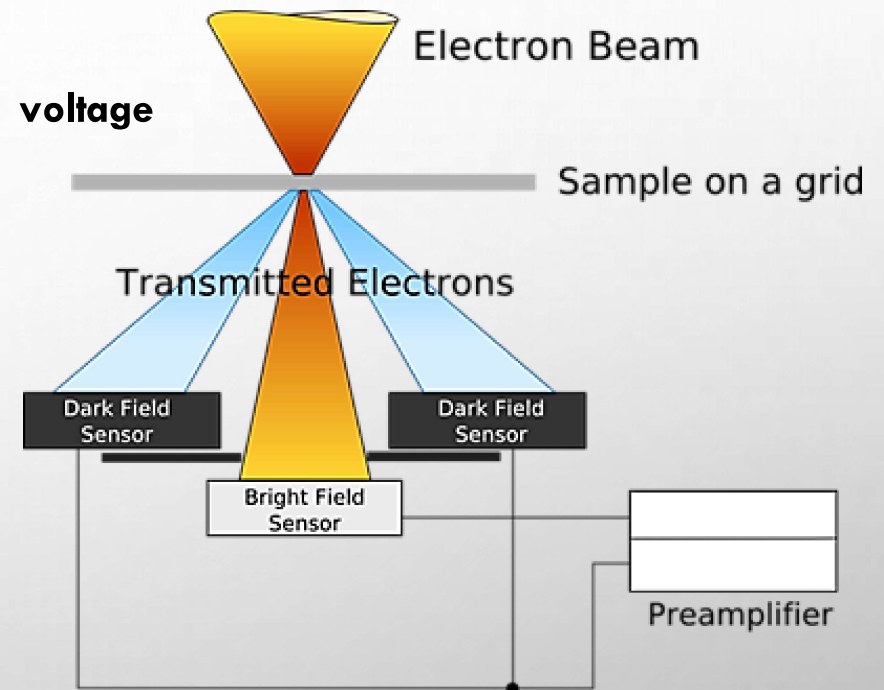 Electron Beam
voltage
Sample on a grid
Transmitted Electrons
Dark Field
Sensor
Dark Field
Sensor
Bright Field
Sensor
Preamplifier